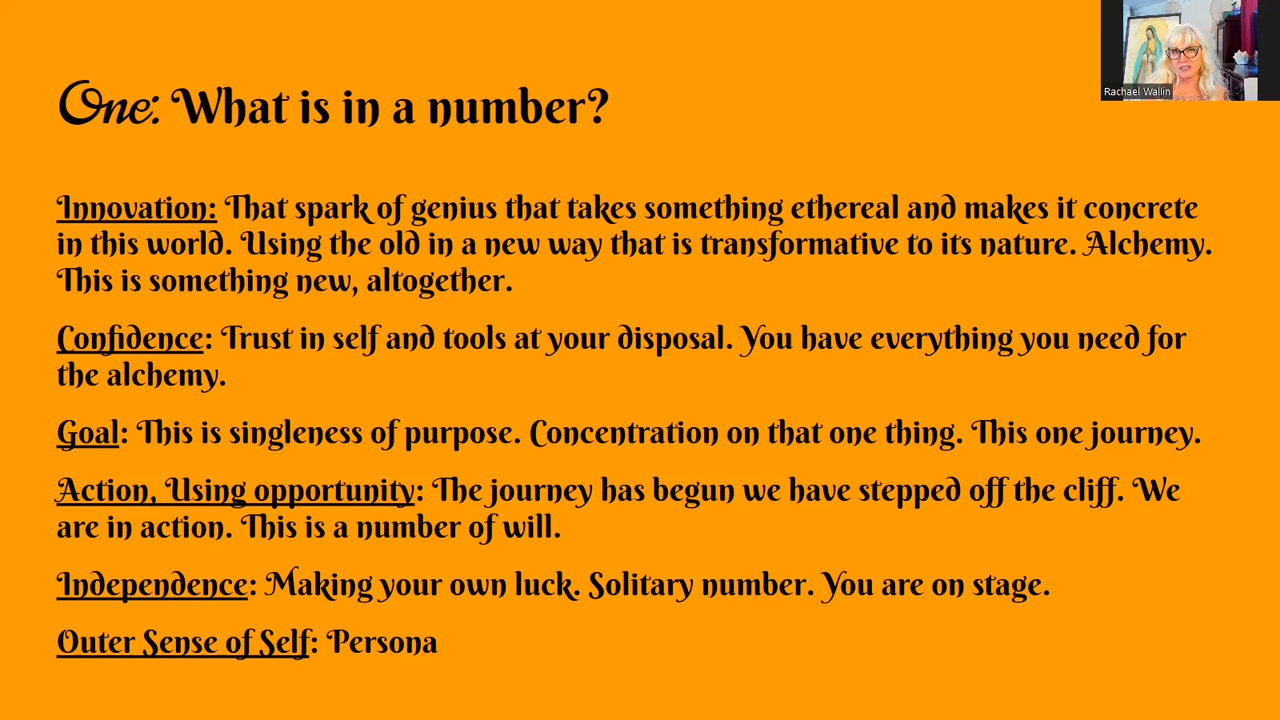 One: What is in a number?
Rachael Wallin
Innovation: That spark of genius that takes something ethereal and makes it concrete
in this world. Using the old in a new way that is transformative to its nature. Alchemy.
This is something new, altogether.
Confidence: Trust in self and tools at your disposal. You have everything you need for
the alchemy.
Goal: This is singleness of purpose. Concentration on that one thing. This one journey.
Action, Using opportunity: The journey has begun we have stepped off the cliff. We
are in action. This is a number of will.
Independence: Making your own luck. Solitary number. You are on stage.
Outer Sense of Self: Persona